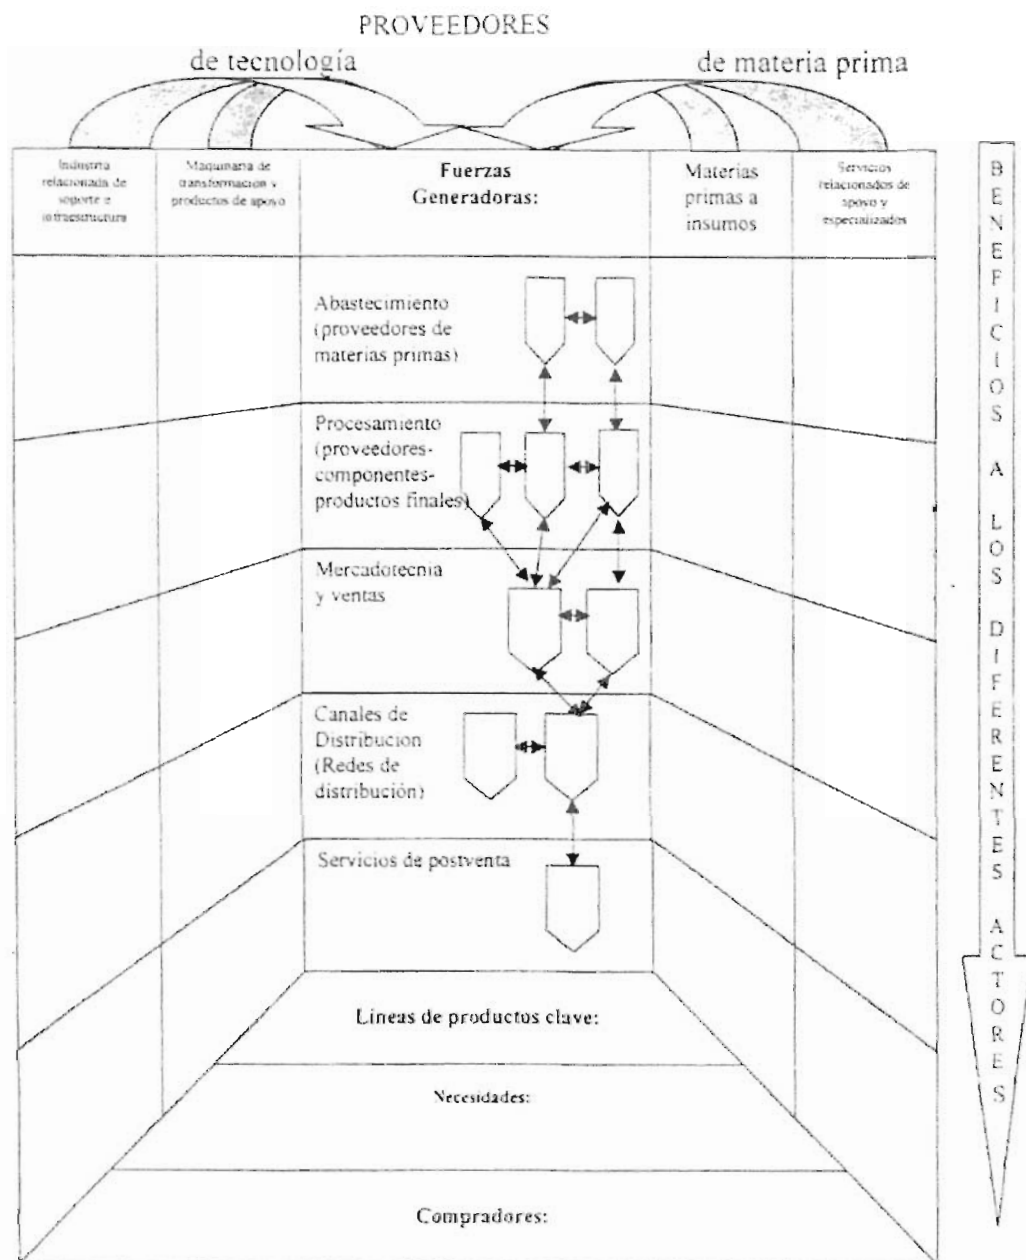 PROVEEDORES
de tecnología
de materia prima
Industria
relacionada de
soporte e
infraestructura
Maquinaria de
transformacion y
productos de apoyo
Fuerzas
Generadoras:
Materias
primas a
insumos
Servicios
relacionados de
apoyo y
especializados
Abastecimiento
(proveedores de
materias primas)
Procesamiento
(proveedores-
componentes-
productos finales)
Mercadotecnia
y ventas
Canales de
Distribucion
(Redes de
distribución)
Servicios de postventa
Líneas de productos clave:
Necesidades:
Compradores:
BENEFICIOS A LOS DIFERENTES ACTORES